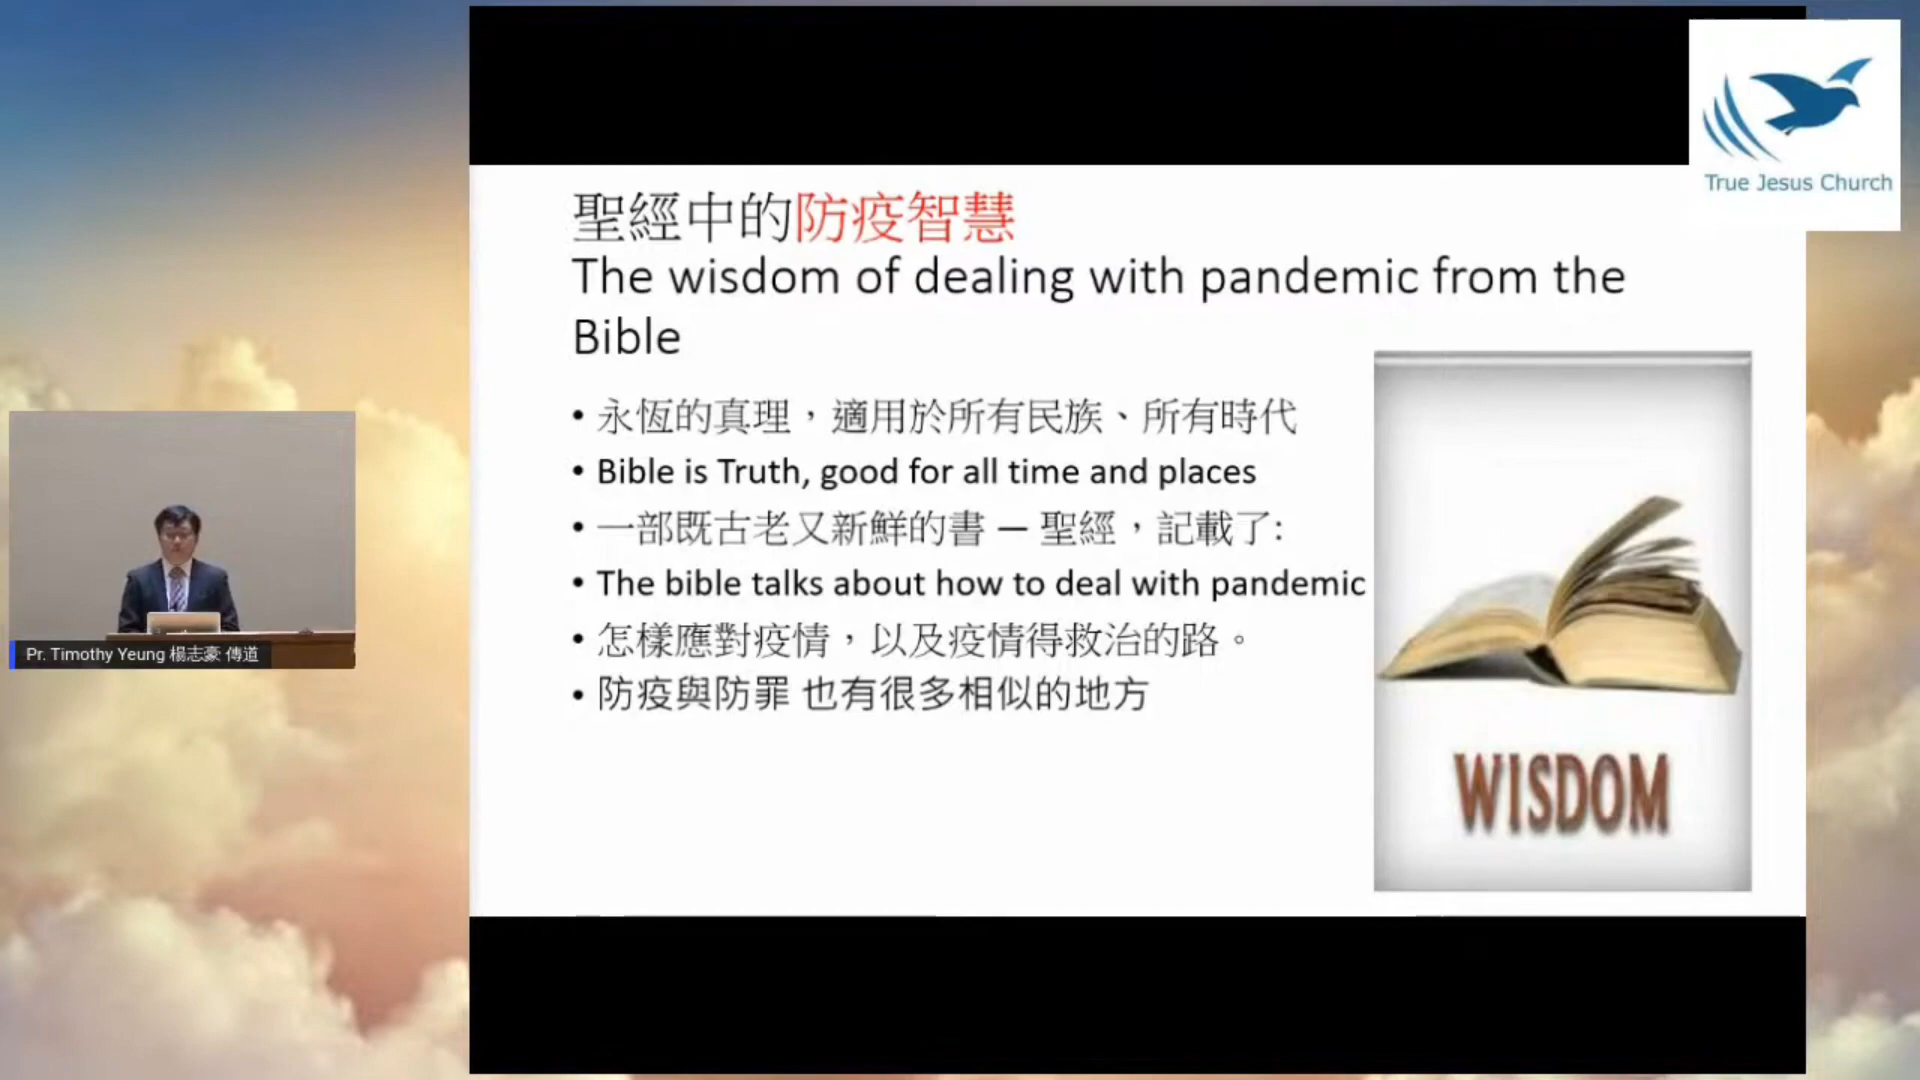 True Jesus Church
聖經中的防疫智慧
The wisdom of dealing with pandemic from the
Bible
• 永恆的真理，適用於所有民族、所有時代
• Bible is Truth, good for all time and places
• 一部既古老又新鮮的書 — 聖經，記載了:
• The bible talks about how to deal with pandemic
• 怎樣應對疫情，以及疫情得救治的路。
• 防疫與防罪 也有很多相似的地方
WISDOM
Pr. Timothy Yeung 楊志豪 傳道